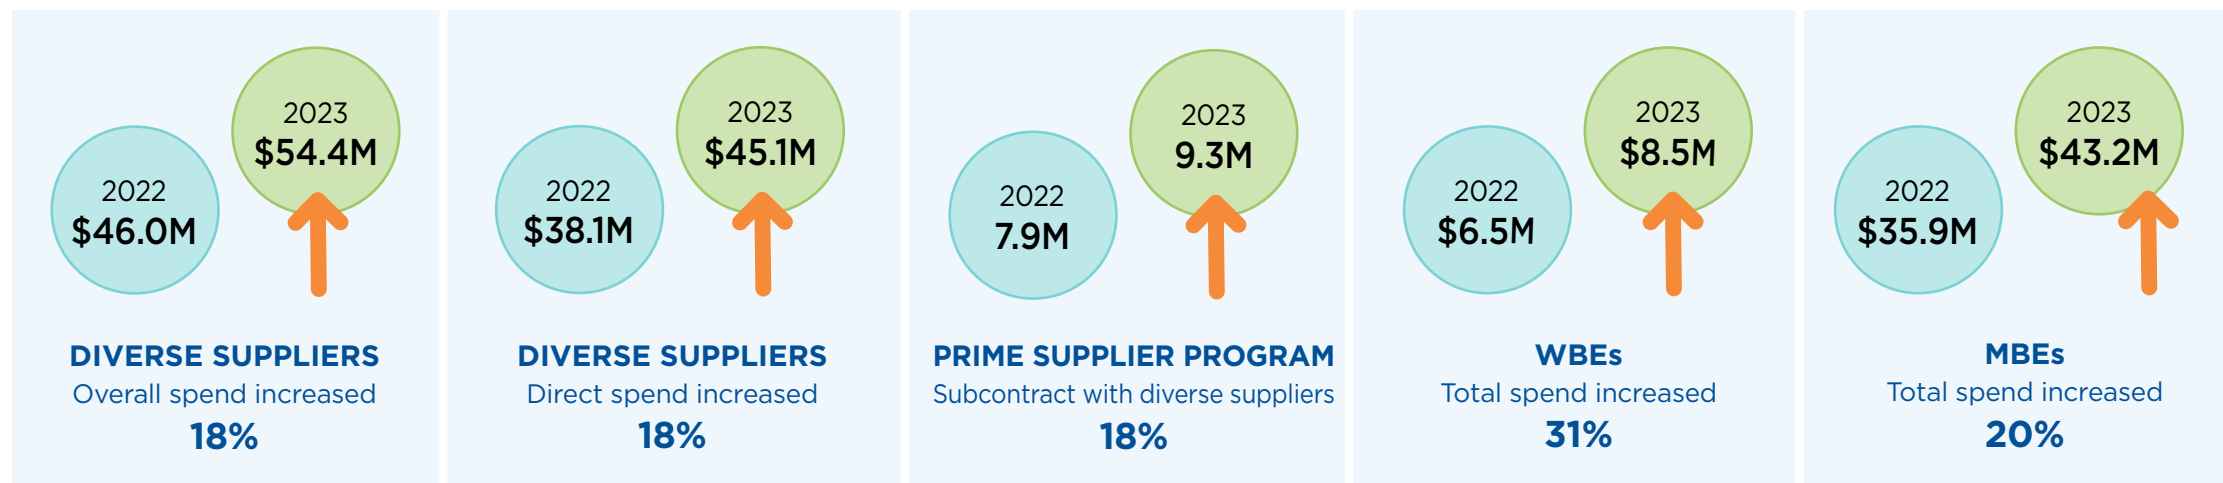 2022
$46.0M
2023
$54.4M
DIVERSE SUPPLIERS
Overall spend increased
18%
2022
$38.1M
2023
$45.1M
DIVERSE SUPPLIERS
Direct spend increased
18%
2022
7.9M
2023
9.3M
PRIME SUPPLIER PROGRAM
Subcontract with diverse suppliers
18%
2022
$6.5M
2023
$8.5M
WBEs
Total spend increased
31%
2022
$35.9M
2023
$43.2M
MBEs
Total spend increased
20%